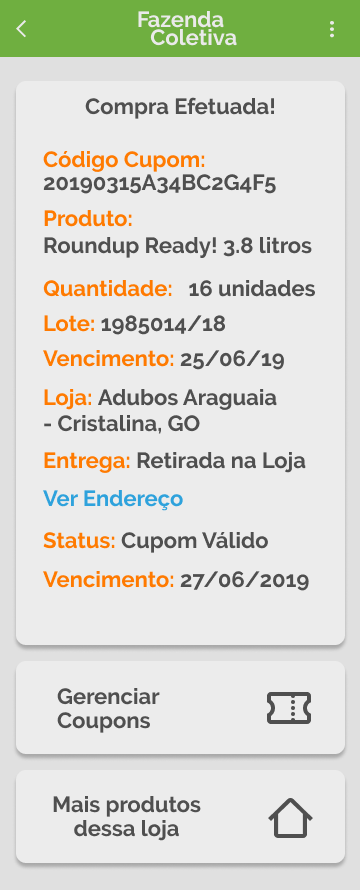 Fazenda
Coletiva
Compra Efetuada!
Código Cupom:
20190315A34BC2G4F5
Produto:
Roundup Ready! 3.8 litros
Quantidade: 16 unidades
Lote: 1985014/18
Vencimento: 25/06/19
Loja: Adubos Araguaia
- Cristalina, GO
Entrega: Retirada na Loja
Ver Endereço
Status: Cupom Válido
Vencimento: 27/06/2019
Gerenciar
Coupons
Mais produtos
dessa loja